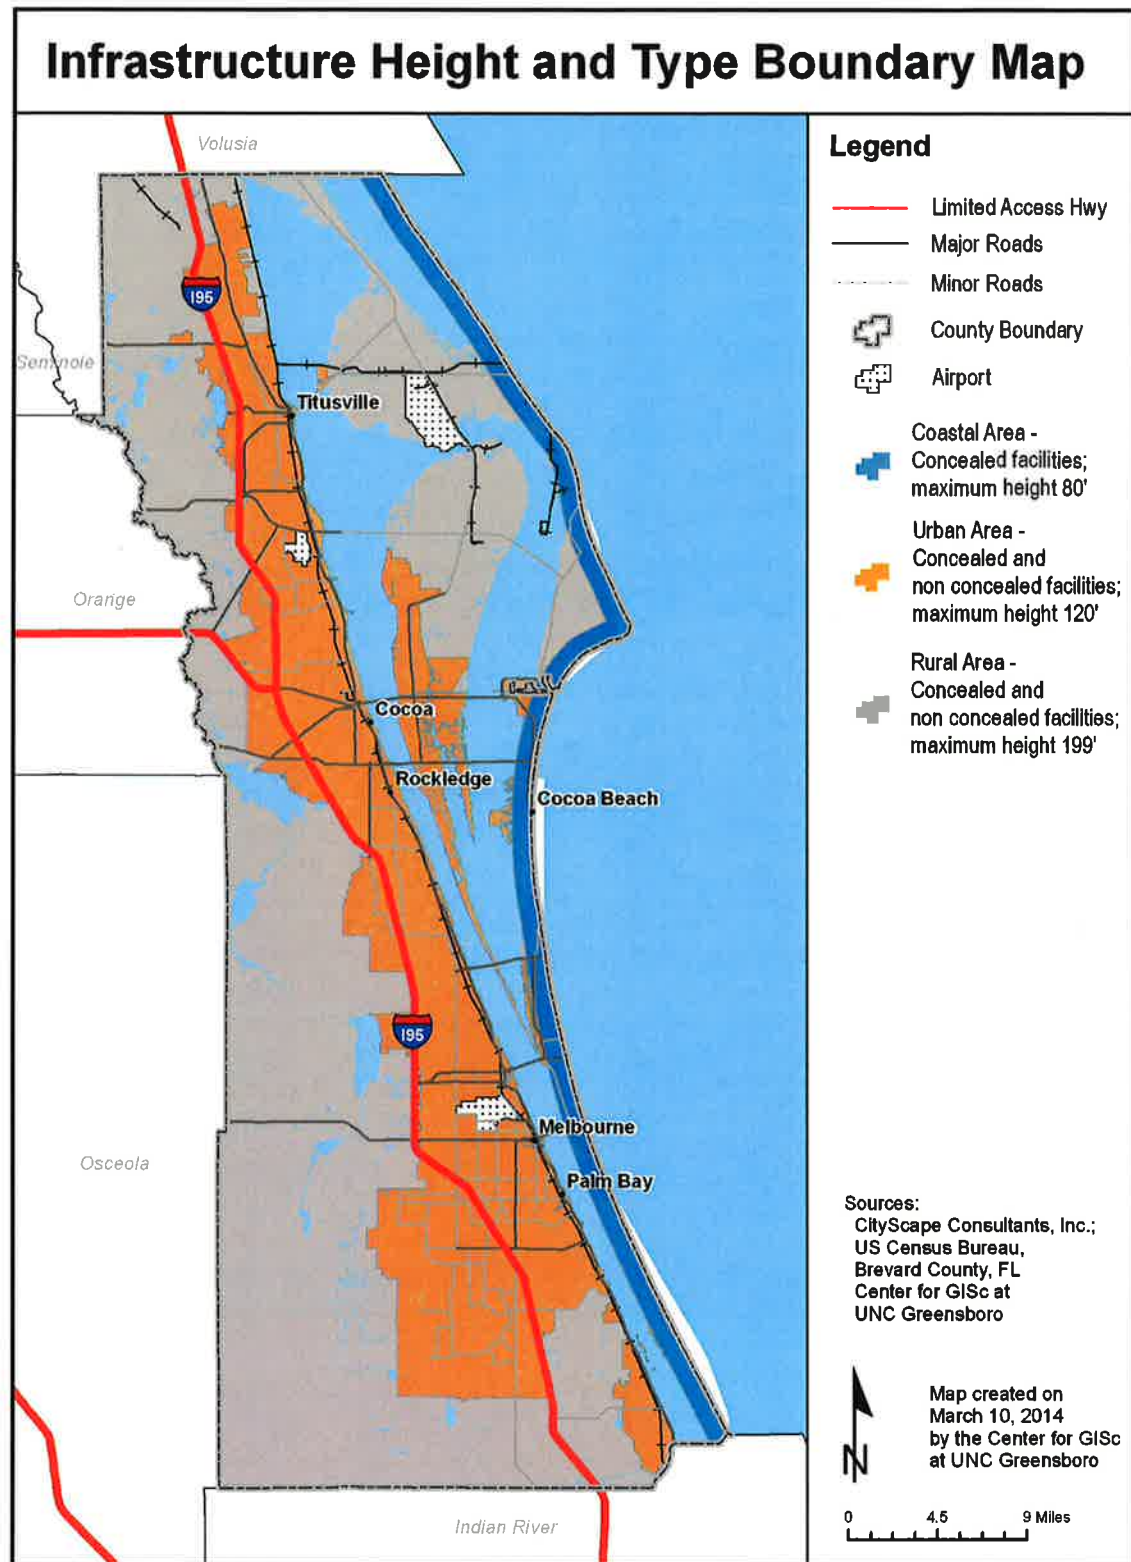 Infrastructure Height and Type Boundary Map
Volusia
Seminole
Orange
Osceola
Indian River
195
Titusville
Cocoa
Rockledge
Cocoa Beach
195
Melbourne
Palm Bay
Legend
Limited Access Hwy
Major Roads
Minor Roads
County Boundary
Airport
Coastal Area -
Concealed facilities;
maximum height 80'
Urban Area -
Concealed and
non concealed facilities;
maximum height 120'
Rural Area -
Concealed and
non concealed facilities;
maximum height 199'
Sources:
CityScape Consultants, Inc.;
US Census Bureau,
Brevard County, FL
Center for GISc at
UNC Greensboro
N
Map created on
March 10, 2014
by the Center for GISc
at UNC Greensboro
0 4.5 9 Miles